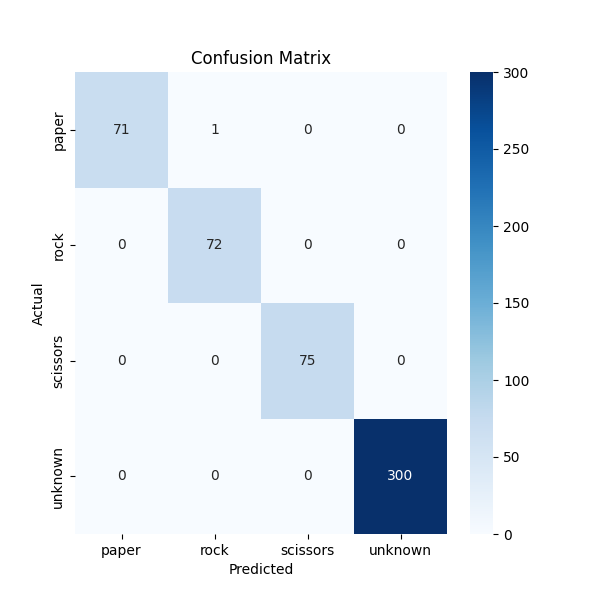 Confusion Matrix
Actual
paper 71 1 0 0
rock 0 72 0 0
scissors 0 0 75 0
unknown 0 0 0 300
paper rock scissors unknown
Predicted
300
250
200
150
100
50
0